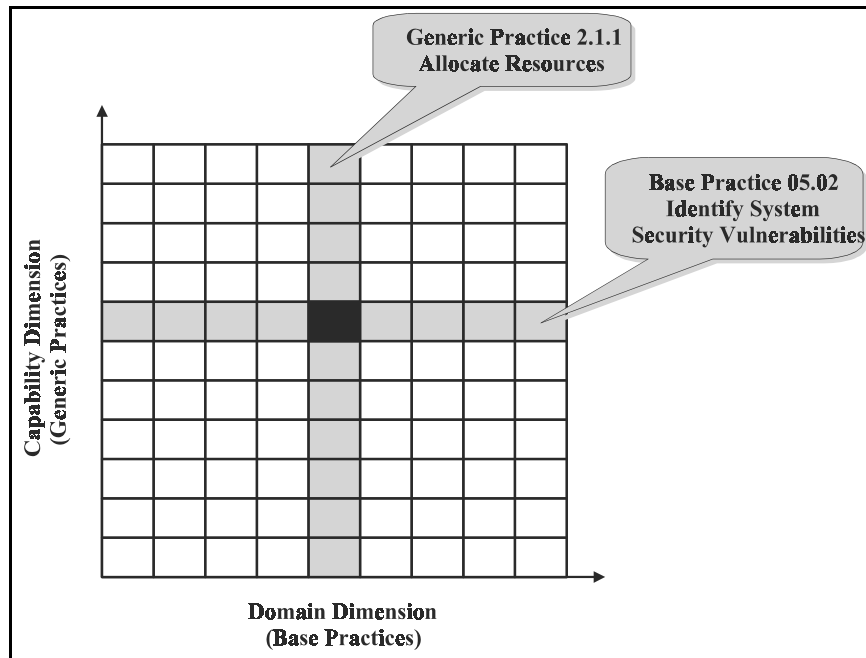 Generic Practice 2.1.1
Allocate Resources
Base Practice 05.02
Identify System
Security Vulnerabilities
Capability Dimension
(Generic Practices)
Domain Dimension
(Base Practices)